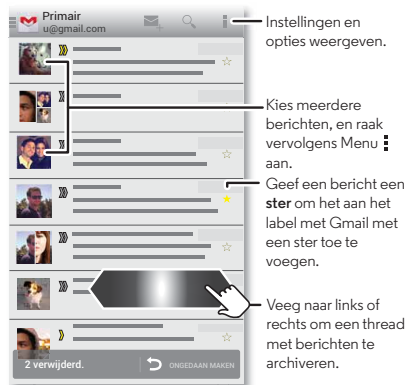 Primair
u@gmail.com
Instellingen en
opties weergeven.
Kies meerdere
berichten, en raak
vervolgens Menu
aan.
Geef een bericht een
ster om het aan het
label met Gmail met
een ster toe te
voegen.
Veeg naar links of
rechts om een thread
met berichten te
archiveren.
2 verwijderd.
ONGEDAAN MAKEN